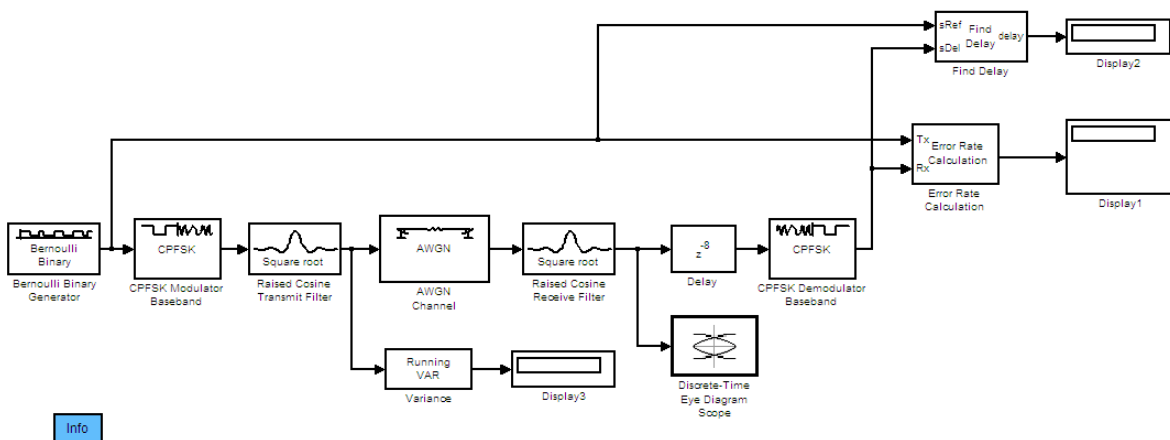 sRef
sDel
Find
Delay
delay
Find Delay
Display2
Tx
Rx
Error Rate
Calculation
Error Rate
Calculation
Display1
Bernoulli
Binary
Bernoulli Binary
Generator
CPFSK
CPFSK Modulator
Baseband
Square root
Raised Cosine
Transmit Filter
AWGN
AWGN
Channel
Square root
Raised Cosine
Receive Filter
z-8
Delay
CPFSK
CPFSK Demodulator
Baseband
Running
VAR
Variance
Display3
Discrete-Time
Eye Diagram
Scope
Info